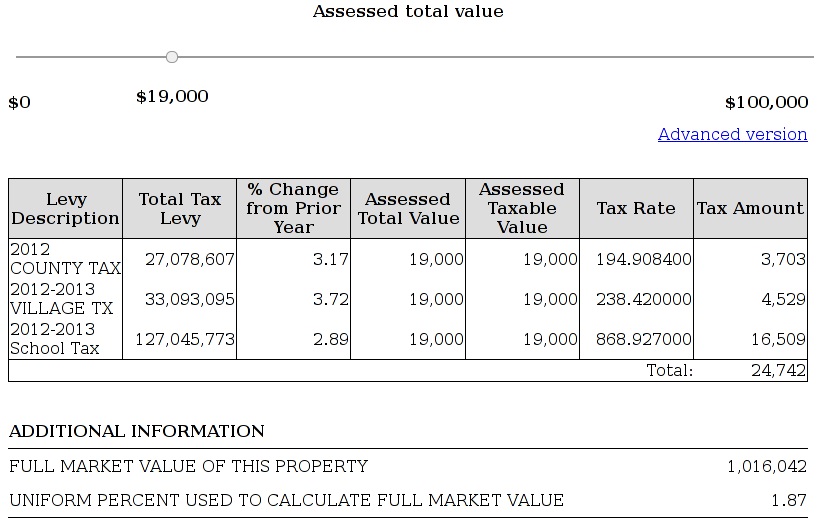 Assessed total value
$0 $19,000 $100,000
Advanced version
Levy Description Total Tax Levy % Change from Prior Year Assessed Total Value Assessed Taxable Value Tax Rate Tax Amount
2012 COUNTY TAX 27,078,607 3.17 19,000 19,000 194.908400 3,703
2012-2013 VILLAGE TX 33,093,095 3.72 19,000 19,000 238.420000 4,529
2012-2013 School Tax 127,045,773 2.89 19,000 19,000 868.927000 16,509
Total: 24,742
ADDITIONAL INFORMATION
FULL MARKET VALUE OF THIS PROPERTY 1,016,042
UNIFORM PERCENT USED TO CALCULATE FULL MARKET VALUE 1.87